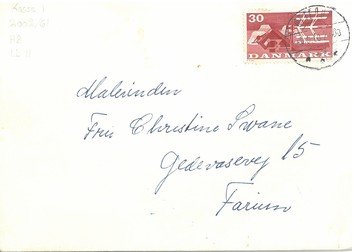 30
DANMARK
Malerinden
Fru Christine Swane
Gedevasevej 15
Farum